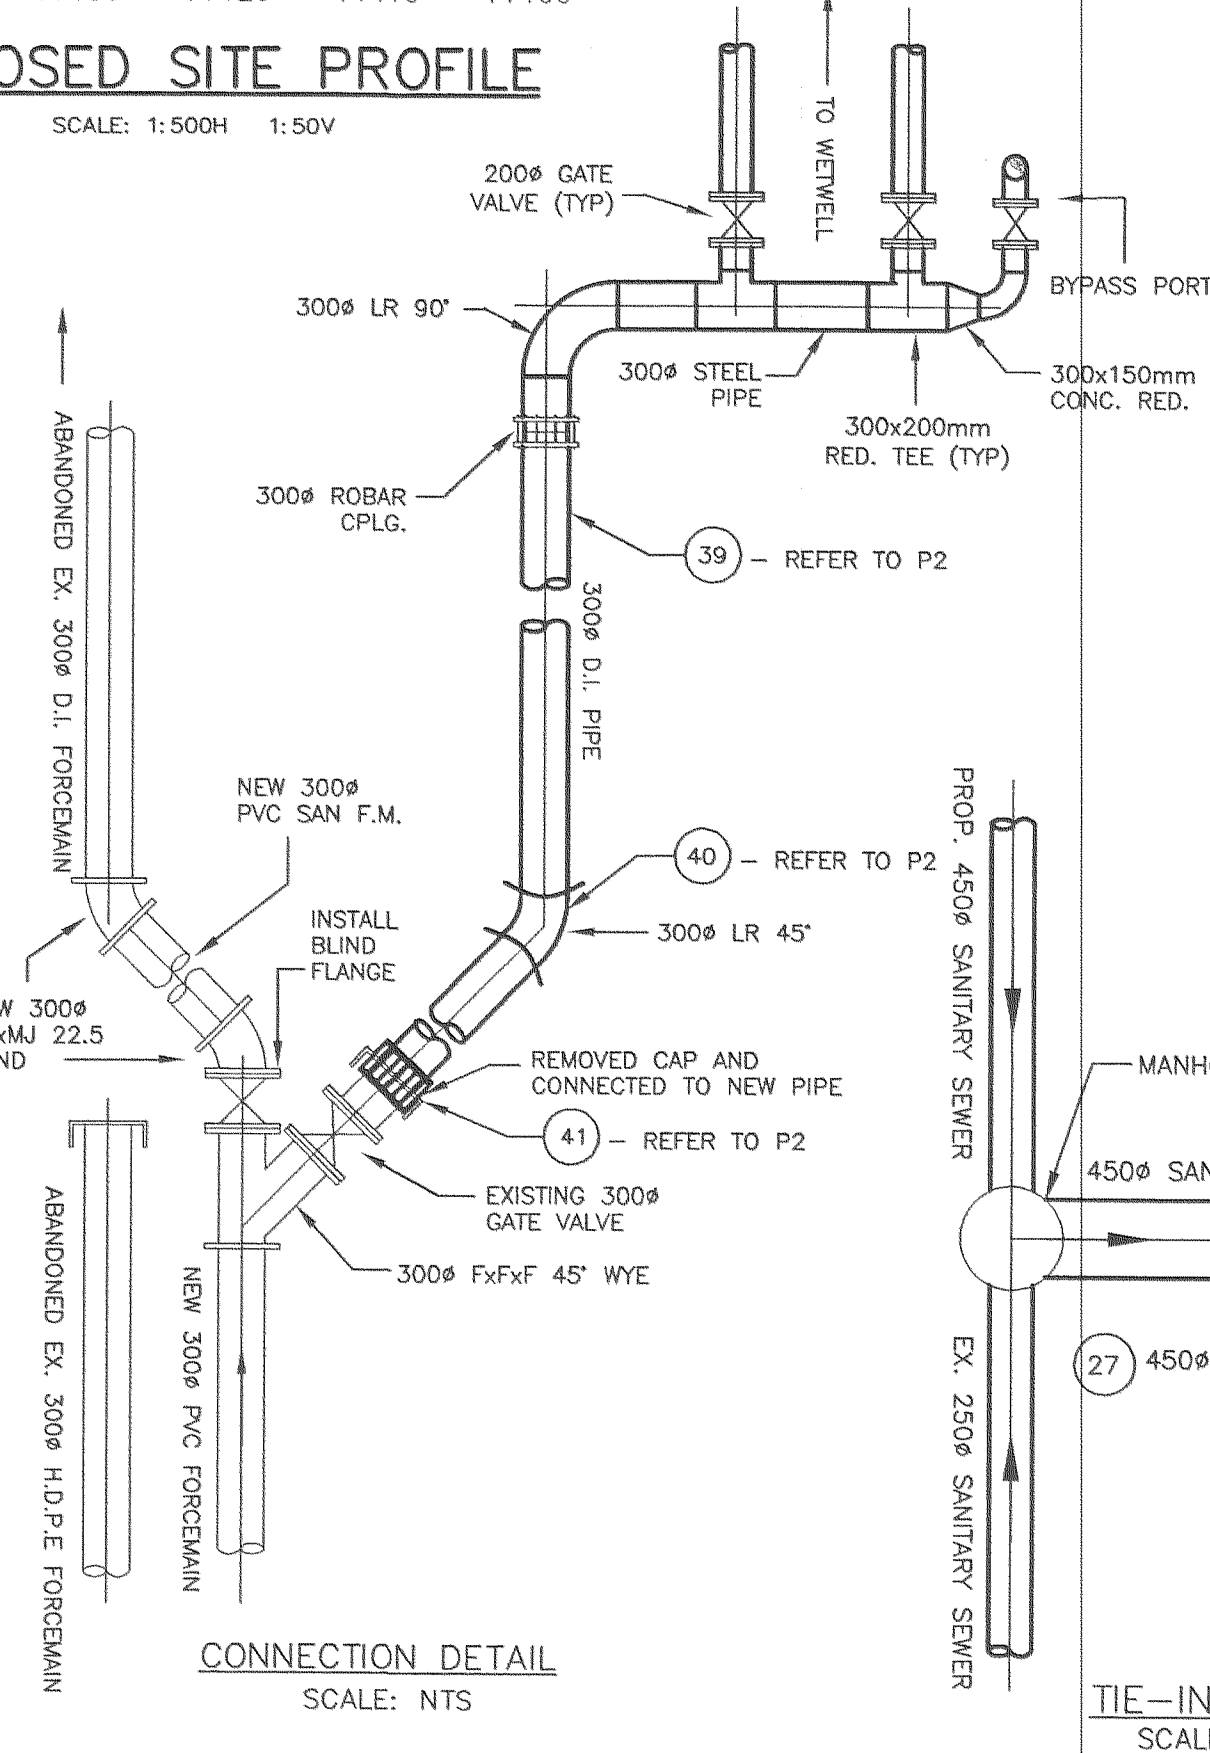 OSED SITE PROFILE
SCALE: 1:500H 1:50V
TO WETWELL
200ø GATE
VALVE (TYP)
BYPASS PORT
300ø LR 90°
300ø STEEL
PIPE
300x150mm
CONC. RED.
300x200mm
RED. TEE (TYP)
300ø ROBAR
CPLG.
39 – REFER TO P2
ABANDONED EX. 300ø D.I. FORCEMAIN
300ø D.I. PIPE
NEW 300ø
PVC SAN F.M.
40 – REFER TO P2
300ø LR 45°
INSTALL
BLIND
FLANGE
W 300ø
xMJ 22.5
ND
REMOVED CAP AND
CONNECTED TO NEW PIPE
41 – REFER TO P2
EXISTING 300ø
GATE VALVE
300ø FxFxF 45° WYE
ABANDONED EX. 300ø H.D.P.E FORCEMAIN
NEW 300ø PVC FORCEMAIN
CONNECTION DETAIL
SCALE: NTS
PROP. 450ø SANITARY SEWER
MANH
450ø SAN
27 450ø
EX. 250ø SANITARY SEWER
TIE–IN
SCAL